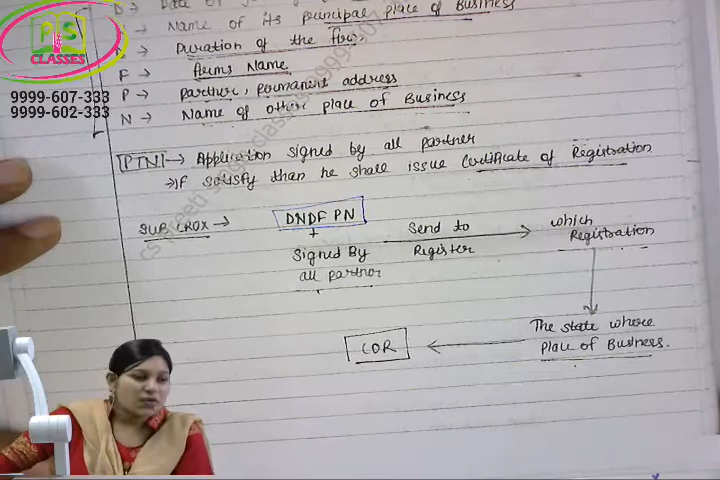 D → Date of
→ Name of its principal place of Business
→ Duration of the firm
F → firms Name
P → partner, permanent address
N → Name of other place of Business
PTN → Application signed by all partner
→ If satisfy than he shall issue Certificate of Registration
→ DNDF PN
+
Signed By
all partner
Send to
Register
which
Registration
The state where
place of Business.
COR
PS
CLASSES
9999-607-333
9999-602-333